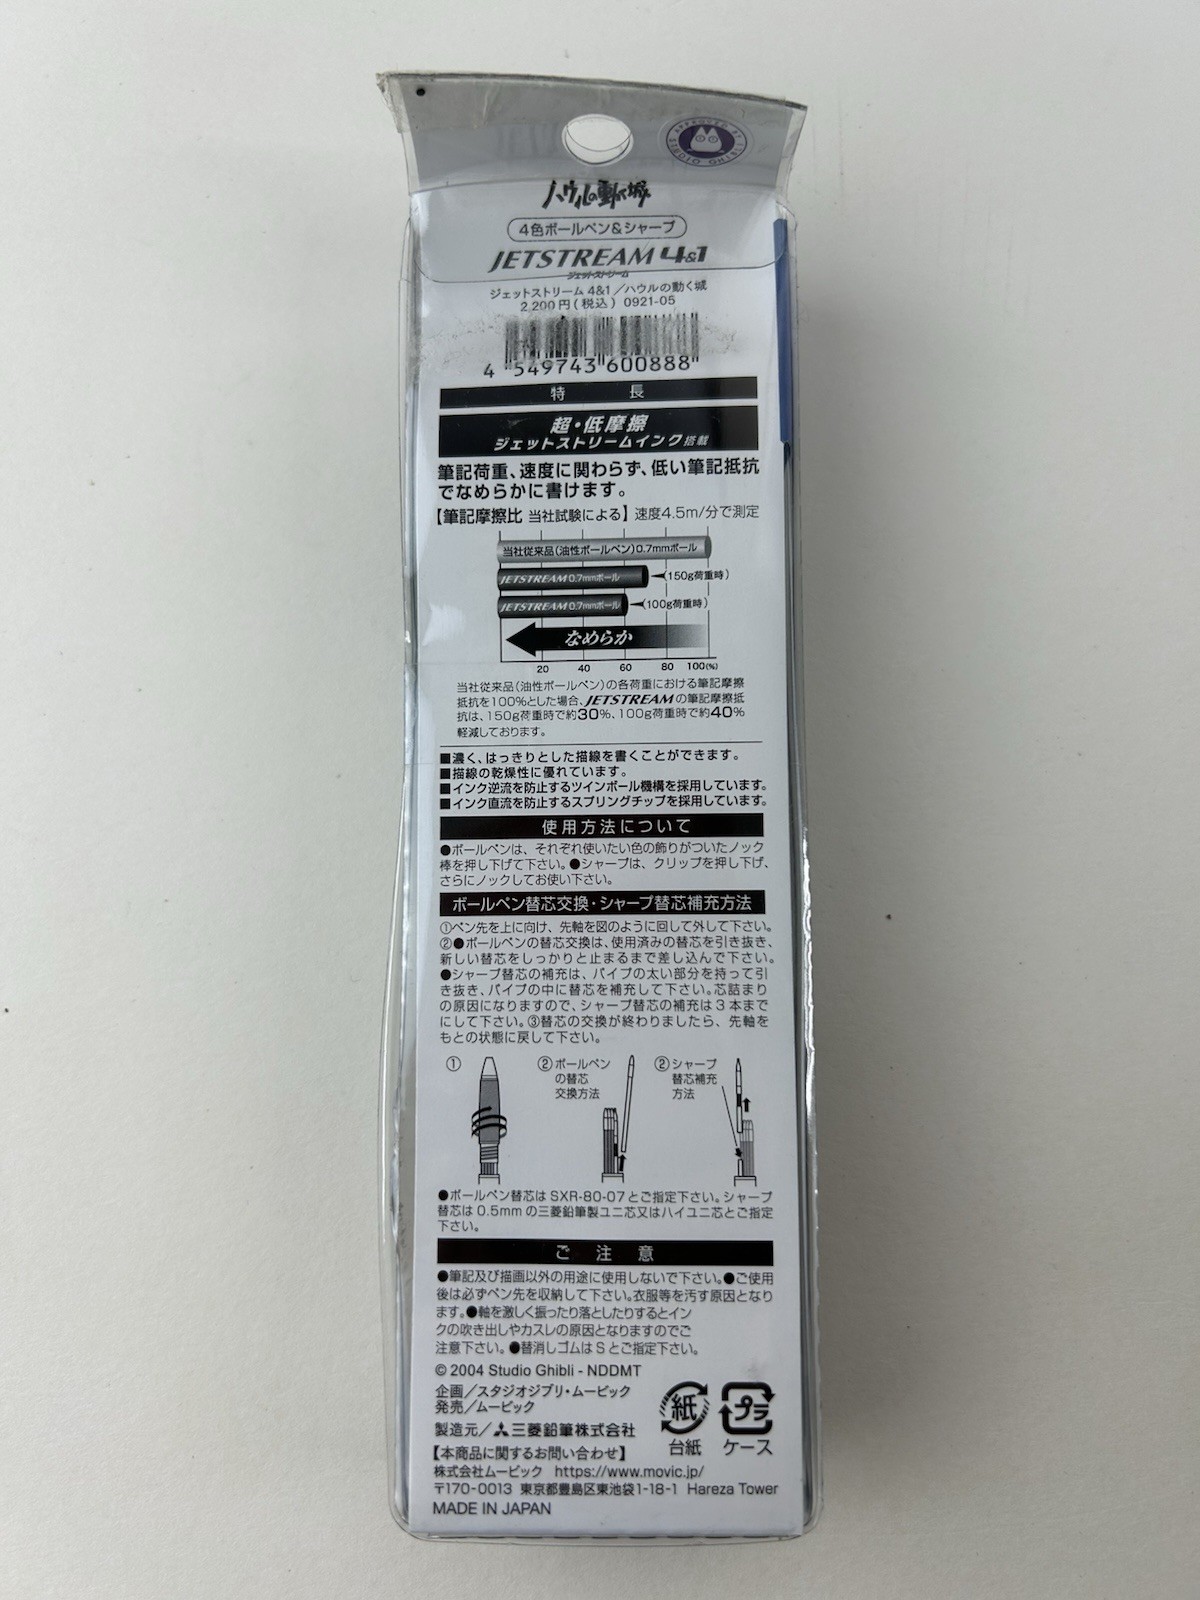 APPROVED BY STUDIO GHIBLI
ハウルの動く城
4色ボールペン&シャープ
JETSTREAM 4&1
ジェットストリーム
ジェットストリーム 4&1／ハウルの動く城
2,200円(税込) 0921-05
4 549743 600888
特長
超・低摩擦
ジェットストリームインク搭載
筆記荷重、速度に関わらず、低い筆記抵抗
でなめらかに書けます。
【筆記摩擦比 当社試験による】速度4.5m/分で測定
当社従来品(油性ボールペン)0.7mmボール
JETSTREAM 0.7mmボール (150g荷重時)
JETSTREAM 0.7mmボール (100g荷重時)
なめらか
20 40 60 80 100(%)
当社従来品(油性ボールペン)の各荷重における筆記摩擦
抵抗を100%とした場合、JETSTREAMの筆記摩擦抵
抗は、150g荷重時で約30%、100g荷重時で約40%
軽減しております。
■濃く、はっきりとした描線を書くことができます。
■描線の乾燥性に優れています。
■インク逆流を防止するツインボール機構を採用しています。
■インク直流を防止するスプリングチップを採用しています。
使用方法について
●ボールペンは、それぞれ使いたい色の飾りがついたノック
棒を押し下げて下さい。●シャープは、クリップを押し下げ、
さらにノックしてお使い下さい。
ボールペン替芯交換・シャープ替芯補充方法
①ペン先を上に向け、先軸を図のように回して外して下さい。
②●ボールペンの替芯交換は、使用済みの替芯を引き抜き、
新しい替芯をしっかりと止まるまで差し込んで下さい。
●シャープ替芯の補充は、パイプの太い部分を持って引
き抜き、パイプの中に替芯を補充して下さい。芯詰まり
の原因になりますので、シャープ替芯の補充は3本まで
にして下さい。③替芯の交換が終わりましたら、先軸を
もとの状態に戻して下さい。
①
②ボールペン
の替芯
交換方法
②シャープ
替芯補充
方法
●ボールペン替芯は SXR-80-07 とご指定下さい。シャープ
替芯は 0.5mm の三菱鉛筆製ユニ芯又はハイユニ芯とご指定
下さい。
ご注意
●筆記及び描画以外の用途に使用しないで下さい。●ご使用
後は必ずペン先を収納して下さい。衣服等を汚す原因となり
ます。●軸を激しく振ったり落としたりするとイン
クの吹き出しやカスレの原因となりますのでご
注意下さい。●替消しゴムは S とご指定下さい。
© 2004 Studio Ghibli - NDDMT
企画／スタジオジブリ・ムービック
発売／ムービック
製造元／三菱鉛筆株式会社
紙
台紙
プラ
ケース
【本商品に関するお問い合わせ】
株式会社ムービック https://www.movic.jp/
〒170-0013 東京都豊島区東池袋1-18-1 Hareza Tower
MADE IN JAPAN